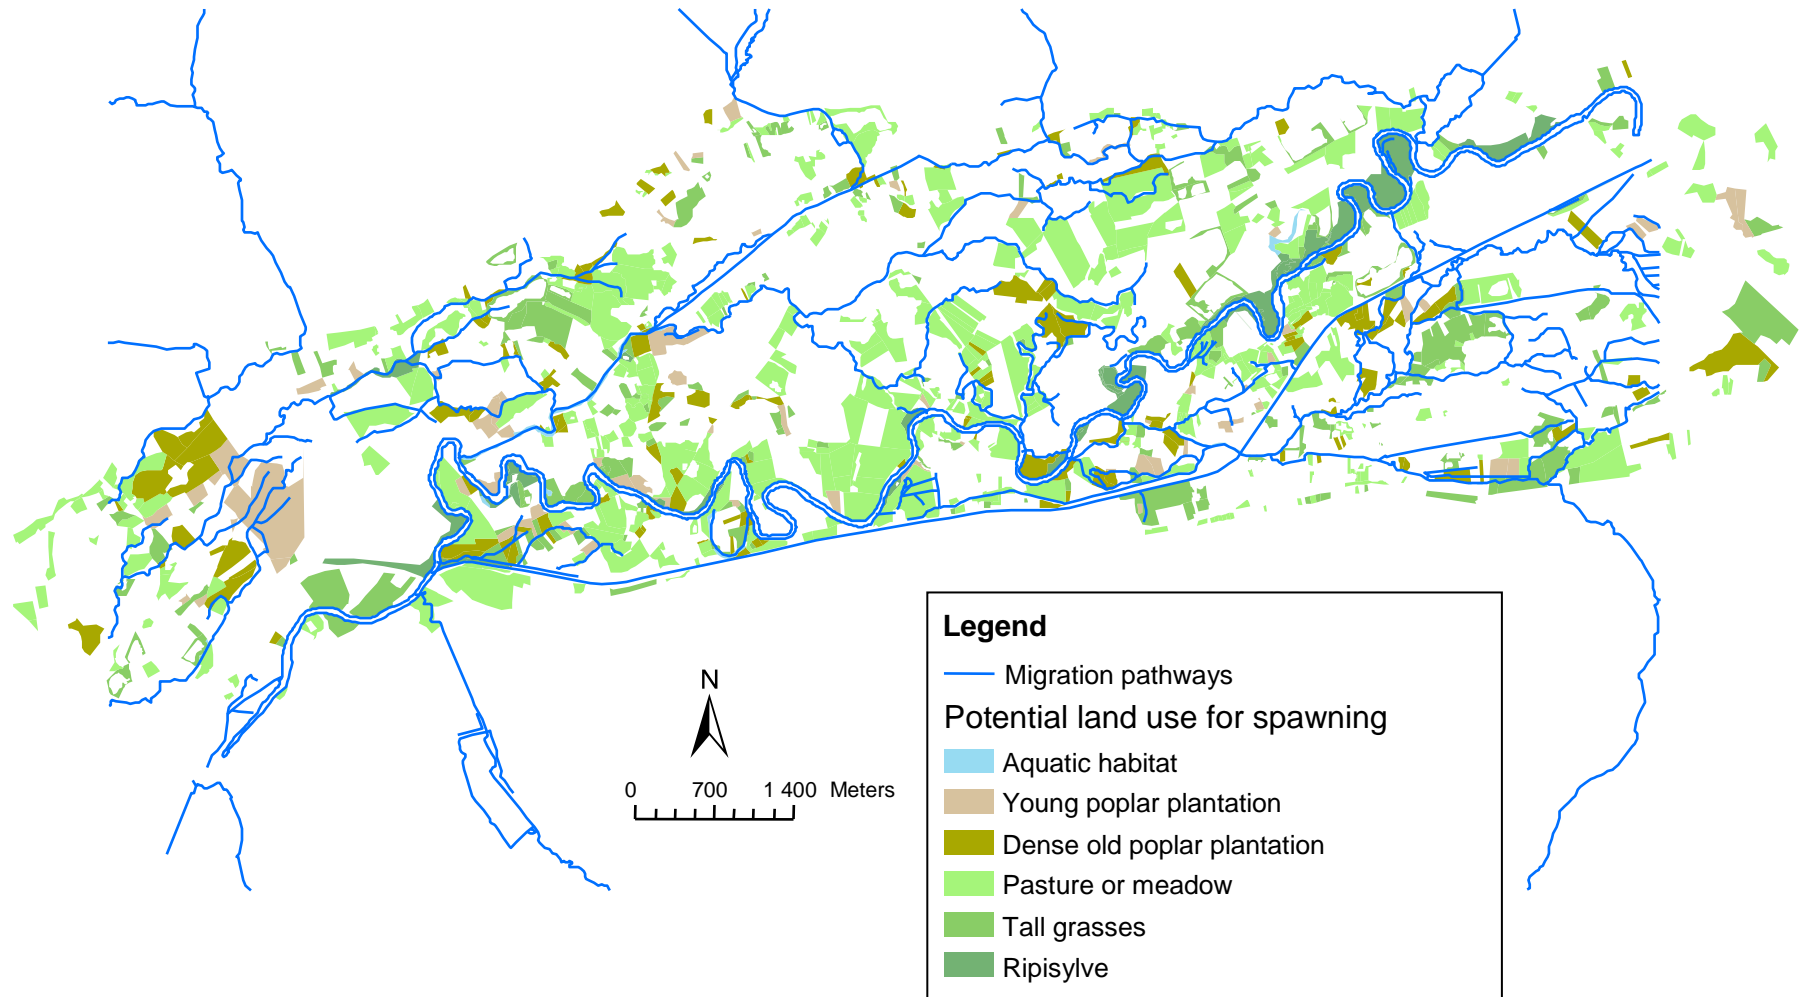 N
0 700 1 400 Meters
Legend
Migration pathways
Potential land use for spawning
Aquatic habitat
Young poplar plantation
Dense old poplar plantation
Pasture or meadow
Tall grasses
Ripisylve